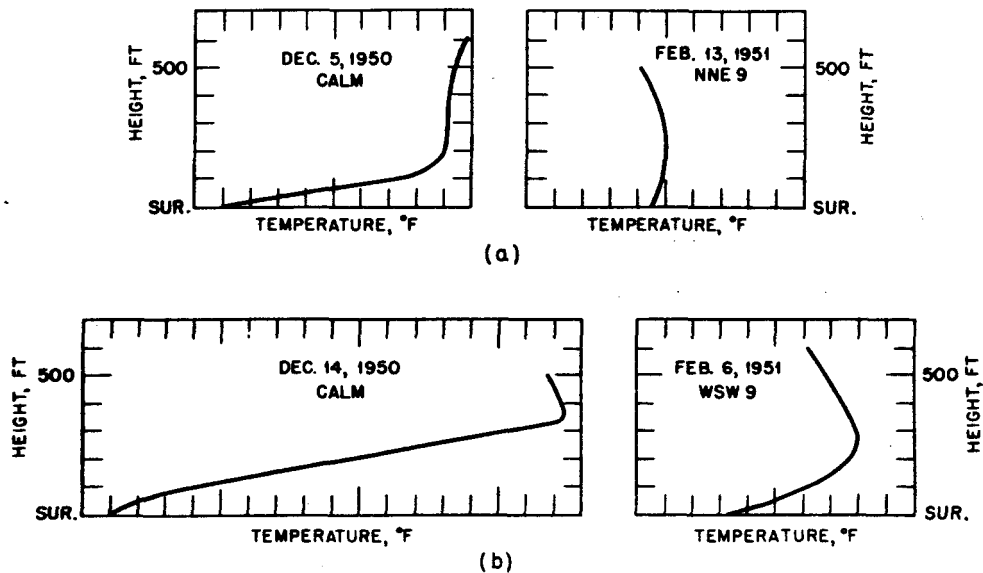 HEIGHT, FT
500
SUR.
DEC. 5, 1950
CALM
TEMPERATURE, °F
FEB. 13, 1951
NNE 9
500
HEIGHT, FT
SUR.
TEMPERATURE, °F
(a)
HEIGHT, FT
500
SUR.
DEC. 14, 1950
CALM
TEMPERATURE, °F
FEB. 6, 1951
WSW 9
500
HEIGHT, FT
SUR.
TEMPERATURE, °F
(b)